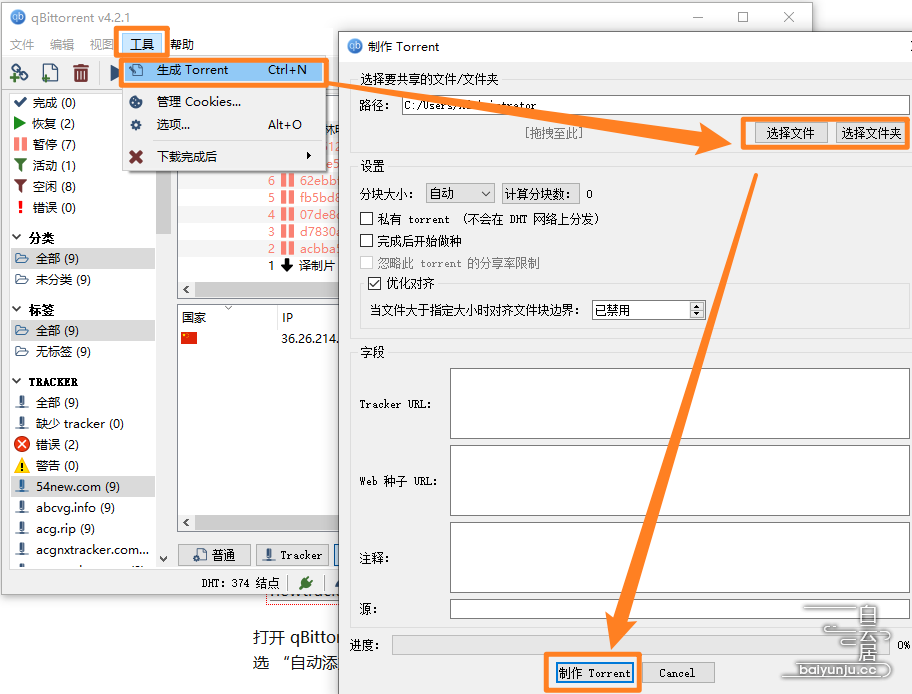 qBittorrent v4.2.1
文件 编辑 视图 工具 帮助
生成 Torrent Ctrl+N
管理 Cookies...
选项... Alt+O
下载完成后
完成 (0)
恢复 (2)
暂停 (7)
活动 (1)
空闲 (8)
错误 (0)
分类
全部 (9)
未分类 (9)
标签
全部 (9)
无标签 (9)
TRACKER
全部 (9)
缺少 tracker (0)
错误 (2)
警告 (0)
54new.com (9)
abcvg.info (9)
acg.rip (9)
acgnxtracker.com...
6 62ebb
5 fb5bd8
4 07de8
3 d7830
2 acbba
1 译制片
国家 IP
36.26.214.
普通 Tracker
DHT: 374 结点
打开 qBittor
选 “自动添
制作 Torrent
选择要共享的文件/文件夹
路径: C:/Users/Administrator
[拖拽至此] 选择文件 选择文件夹
设置
分块大小: 自动 计算分块数: 0
私有 torrent (不会在 DHT 网络上分发)
完成后开始做种
忽略此 torrent 的分享率限制
优化对齐
当文件大于指定大小时对齐文件块边界: 已禁用
字段
Tracker URL:
Web 种子 URL:
注释:
源:
进度: 0%
制作 Torrent Cancel
白云居
baiyunju.cc